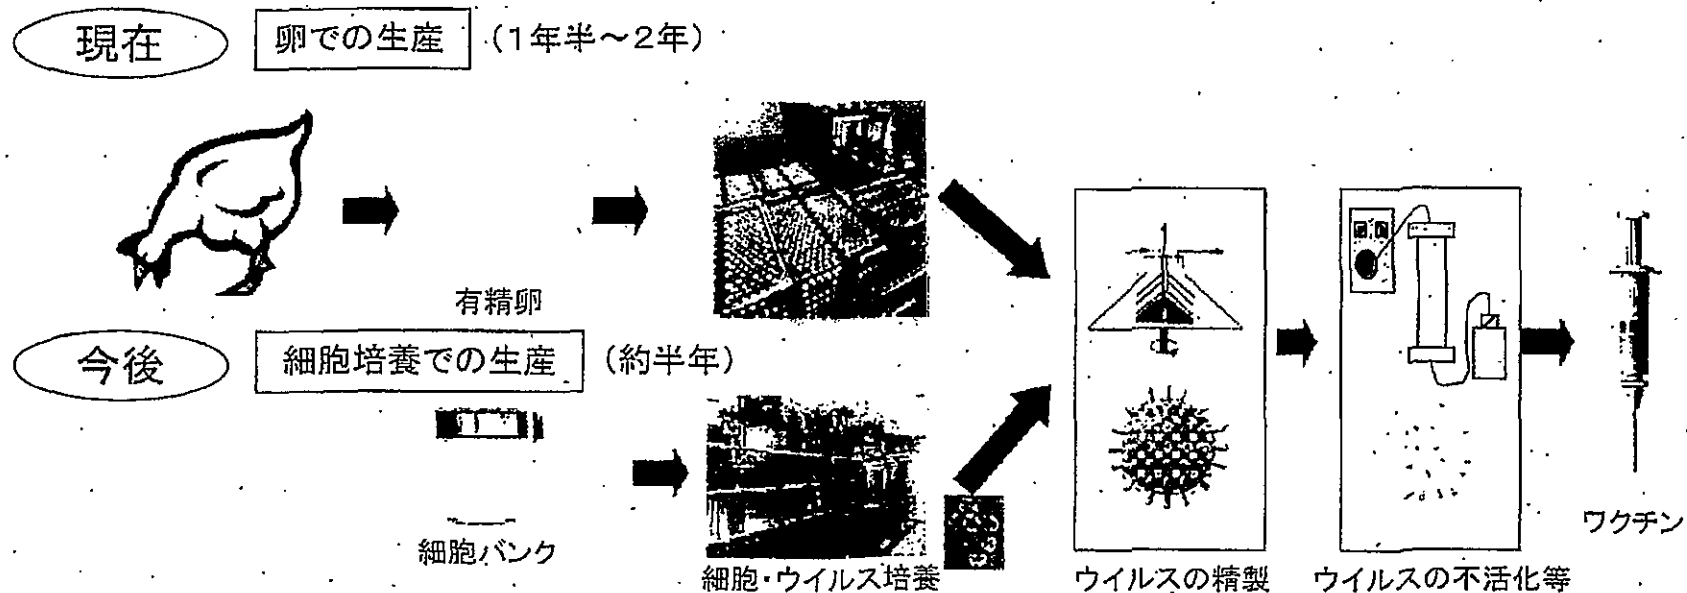 現在 卵での生産 (1年半～2年)
有精卵
今後 細胞培養での生産 (約半年)
細胞バンク
細胞・ウイルス培養
ウイルスの精製
ウイルスの不活化等
ワクチン